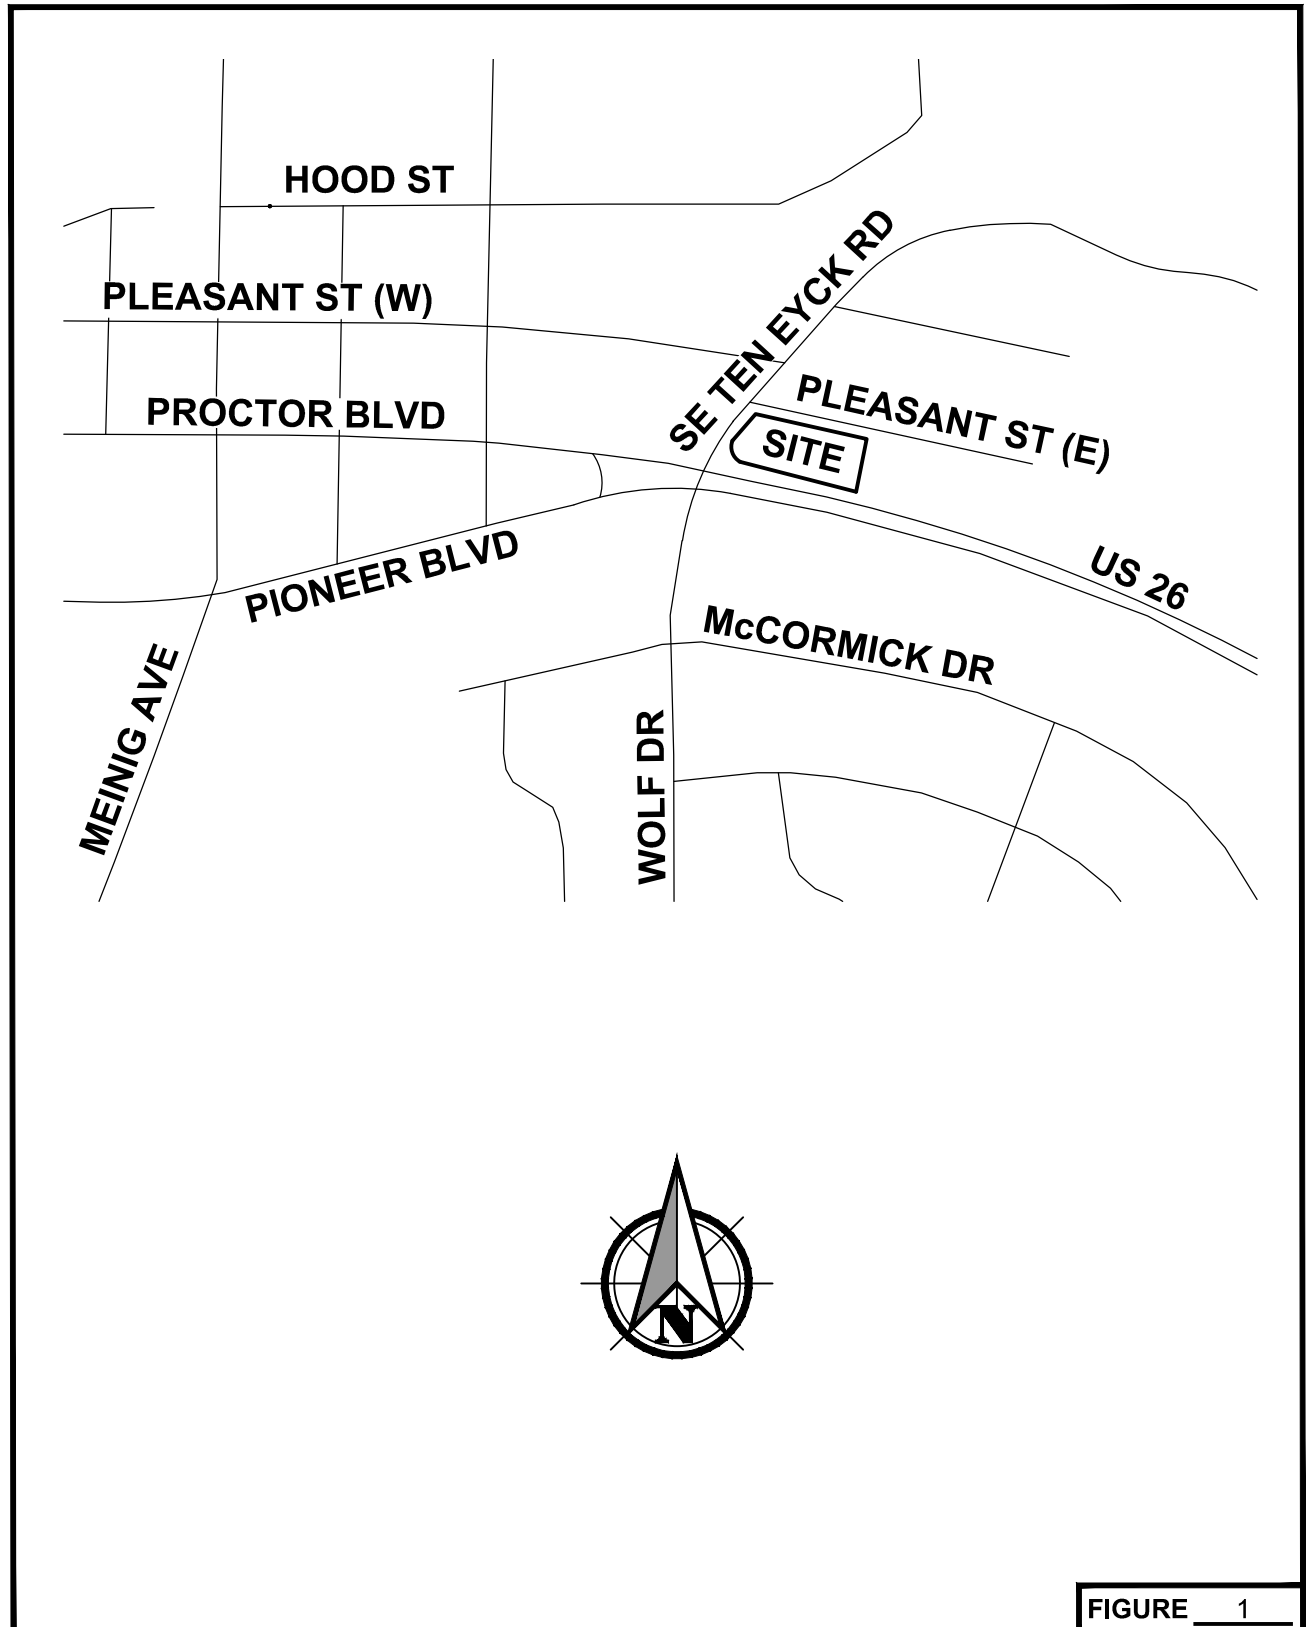 HOOD ST
SE TEN EYCK RD
PLEASANT ST (W)
PROCTOR BLVD
PLEASANT ST (E)
SITE
US 26
PIONEER BLVD
McCORMICK DR
MEINIG AVE
WOLF DR
N
FIGURE 1